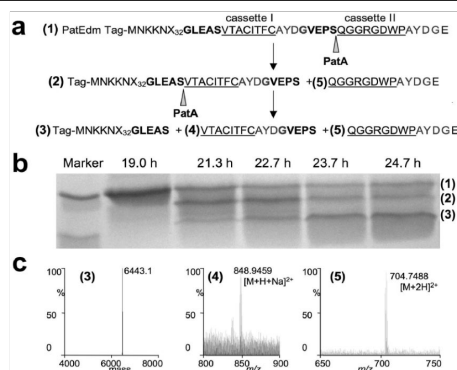 a
cassette I cassette II
(1) PatEdm Tag-MNKKNX32GLEASVTACITFCAYDGVEPSQGGRGDWPAYDGE
PatA
(2) Tag-MNKKNX32GLEASVTACITFCAYDGVEPS +(5)QGGRGDWPAYDGE
PatA
(3)Tag-MNKKNX32GLEAS +(4)VTACITFCAYDGVEPS +(5)QGGRGDWPAYDGE
b
Marker 19.0 h 21.3 h 22.7 h 23.7 h 24.7 h
(1)
(2)
(3)
c
100 (3) 6443.1 100 (4) 848.9459 [M+H+Na]2+ 100 (5) 704.7488 [M+2H]2+
% % %
0 0 0
4000 6000 8000 800 850 900 650 700 750
mass m/z m/z